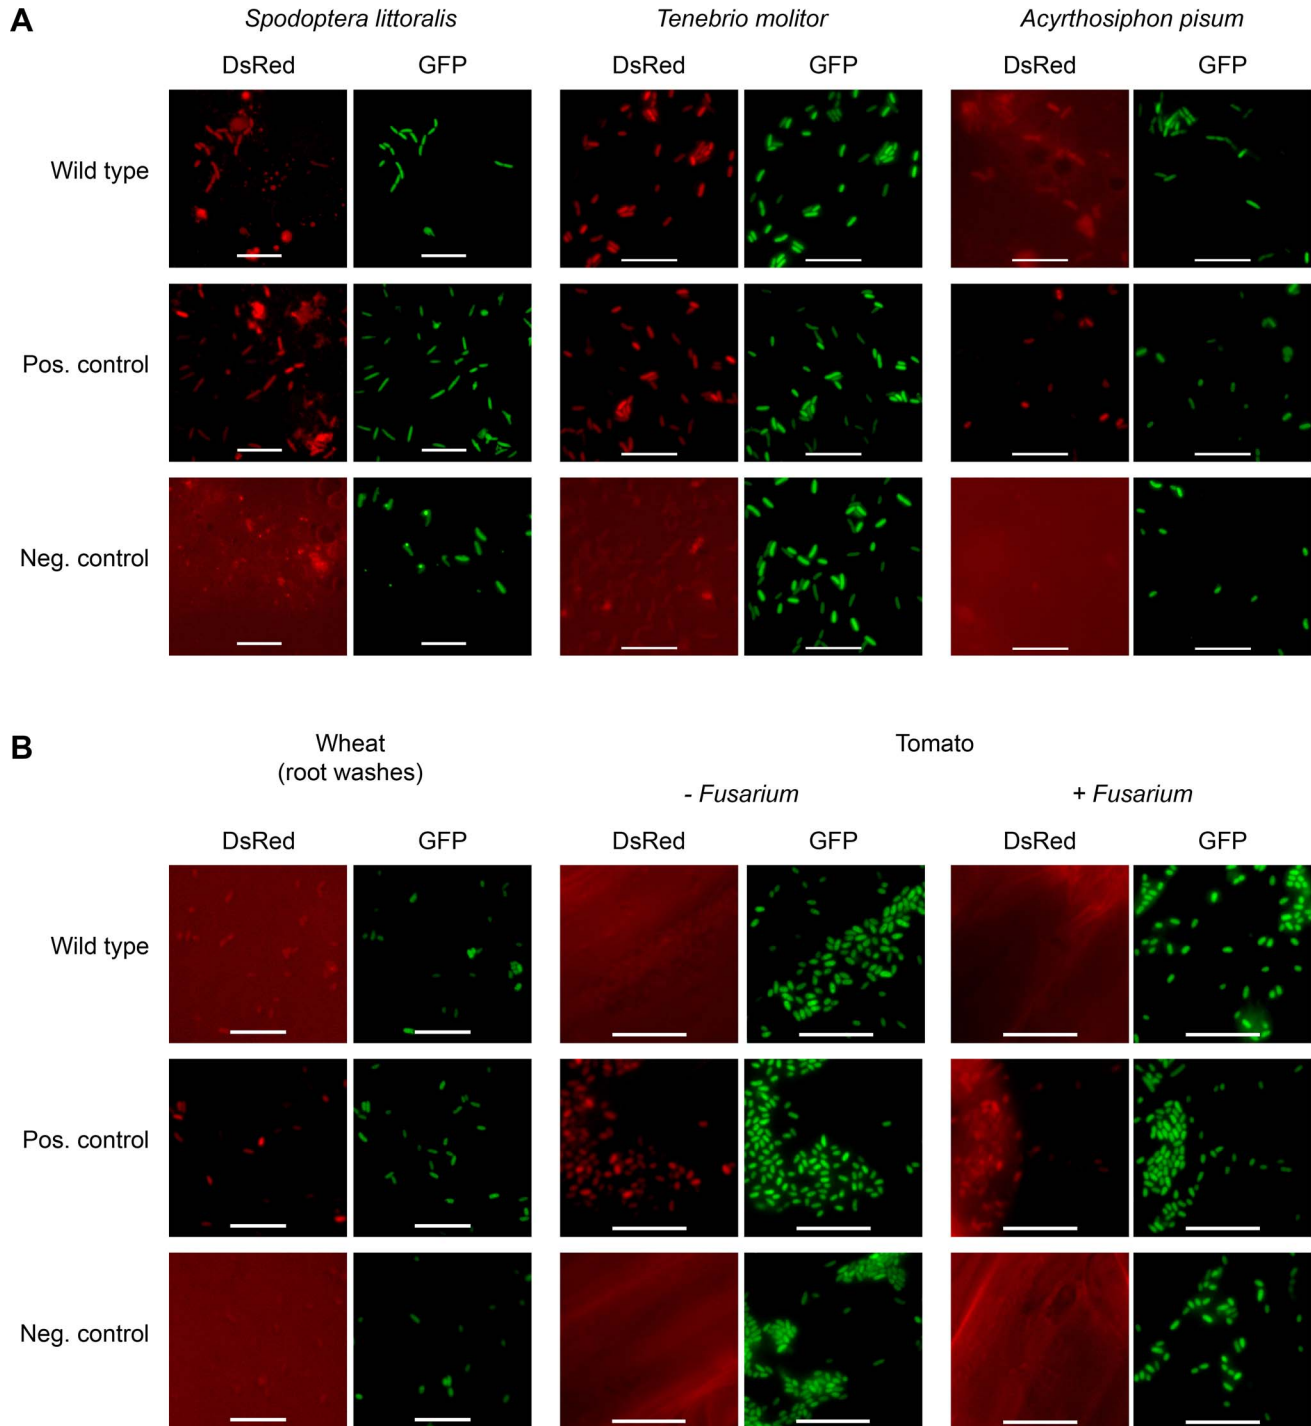 A
Spodoptera littoralis
Tenebrio molitor
Acyrthosiphon pisum
DsRed
GFP
DsRed
GFP
DsRed
GFP
Wild type
Pos. control
Neg. control
B
Wheat
(root washes)
Tomato
- Fusarium
+ Fusarium
DsRed
GFP
DsRed
GFP
DsRed
GFP
Wild type
Pos. control
Neg. control